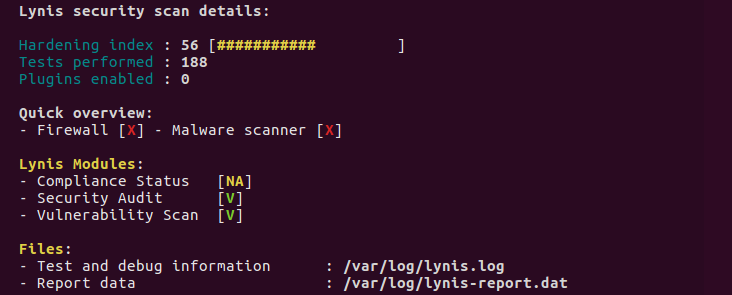 Lynis security scan details:
Hardening index : 56 [########### ]
Tests performed : 188
Plugins enabled : 0
Quick overview:
- Firewall [X] - Malware scanner [X]
Lynis Modules:
- Compliance Status [NA]
- Security Audit [V]
- Vulnerability Scan [V]
Files:
- Test and debug information : /var/log/lynis.log
- Report data : /var/log/lynis-report.dat